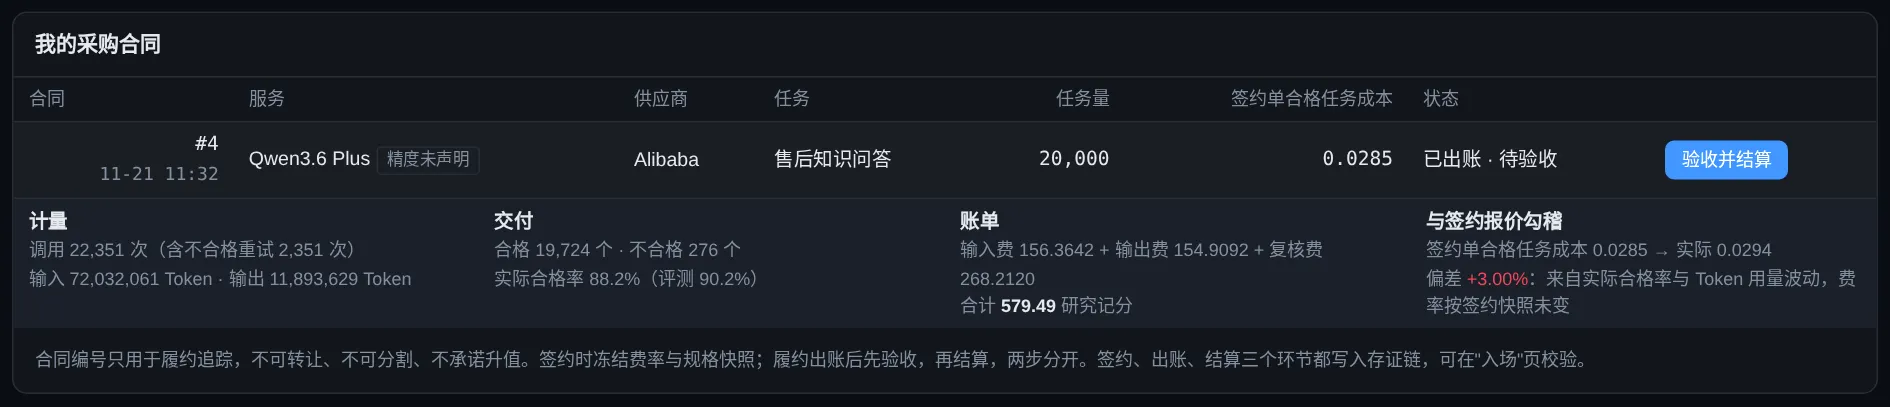 我的采购合同
合同 服务 供应商 任务 任务量 签约单合格任务成本 状态
#4
11-21 11:32
Qwen3.6 Plus 精度未声明 Alibaba 售后知识问答 20,000 0.0285 已出账 · 待验收 验收并结算
计量
调用 22,351 次（含不合格重试 2,351 次）
输入 72,032,061 Token · 输出 11,893,629 Token
交付
合格 19,724 个 · 不合格 276 个
实际合格率 88.2%（评测 90.2%）
账单
输入费 156.3642 + 输出费 154.9092 + 复核费
268.2120
合计 579.49 研究记分
与签约报价勾稽
签约单合格任务成本 0.0285 → 实际 0.0294
偏差 +3.00%：来自实际合格率与 Token 用量波动，费
率按签约快照未变
合同编号只用于履约追踪，不可转让、不可分割、不承诺升值。签约时冻结费率与规格快照；履约出账后先验收，再结算，两步分开。签约、出账、结算三个环节都写入存证链，可在"入场"页校验。